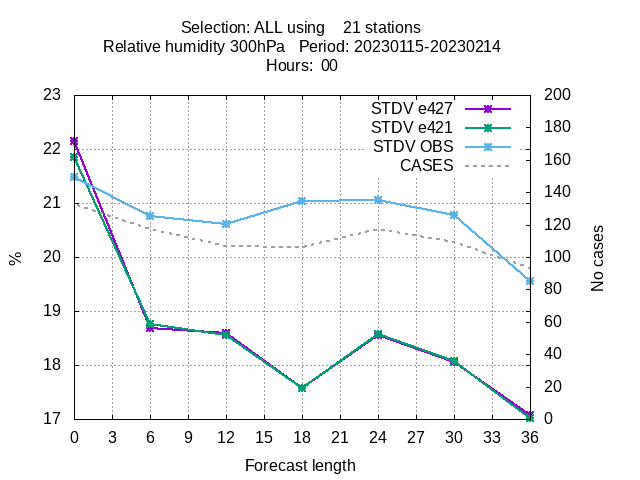 Selection: ALL using    21 stations
Relative humidity 300hPa   Period: 20230115-20230214
Hours:  00
23 200
STDV e427 180
STDV e421
22 STDV OBS 160
CASES
140
21
120
20 100
80
19
60
18 40
20
17 0
%
No cases
0 3 6 9 12 15 18 21 24 27 30 33 36
Forecast length